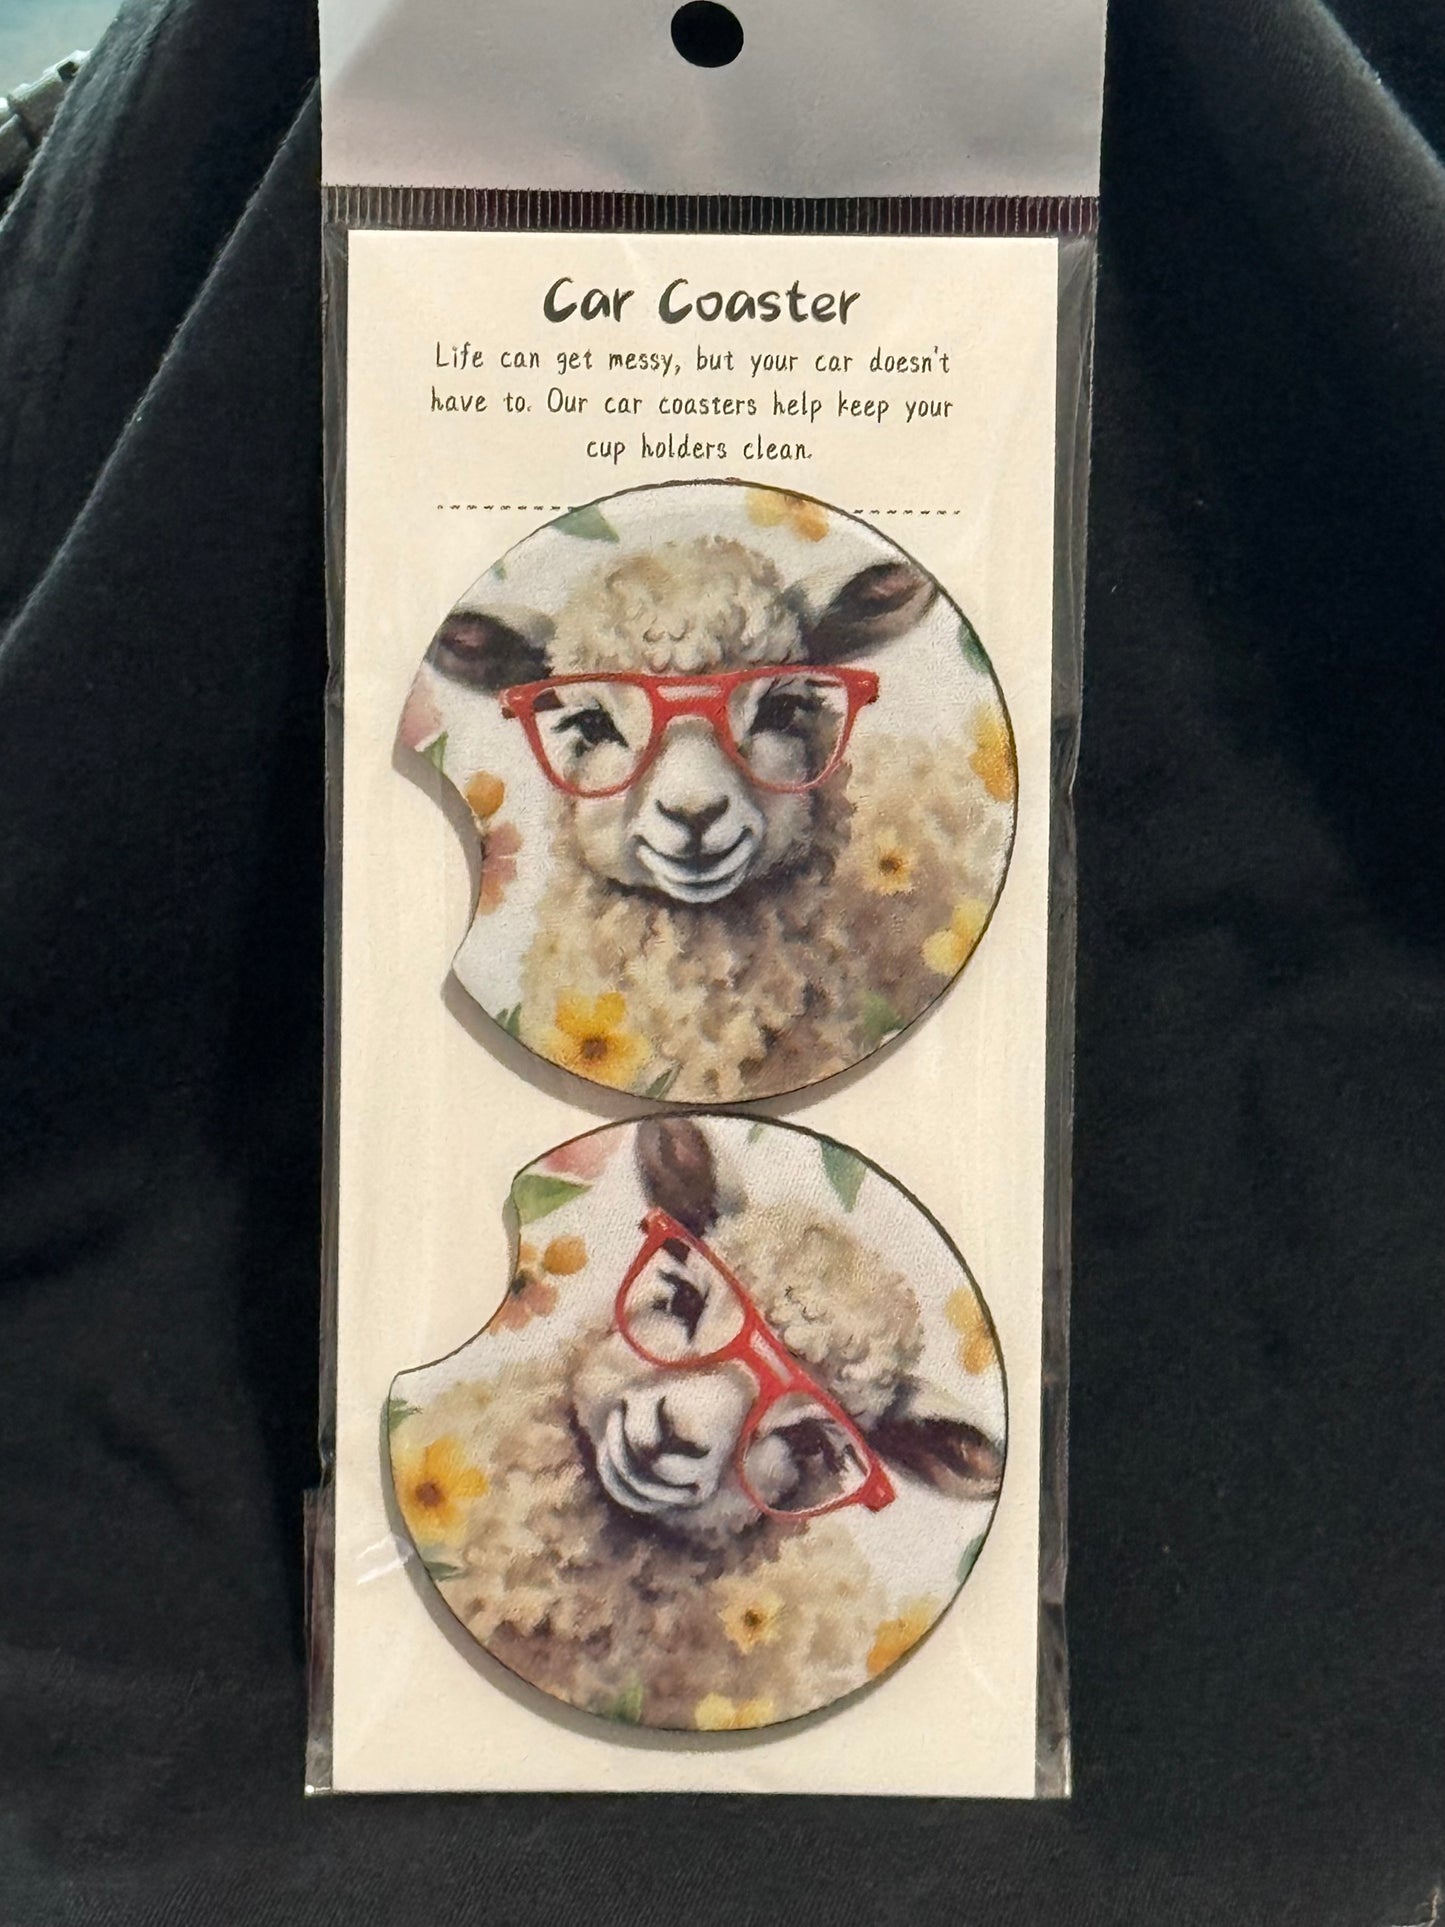 Car Coaster
Life can get messy, but your car doesn't
have to. Our car coasters help keep your
cup holders clean.